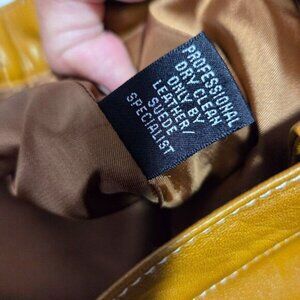 PROFESSIONAL
DRY CLEAN
ONLY BY
LEATHER/
SUEDE
SPECIALIST